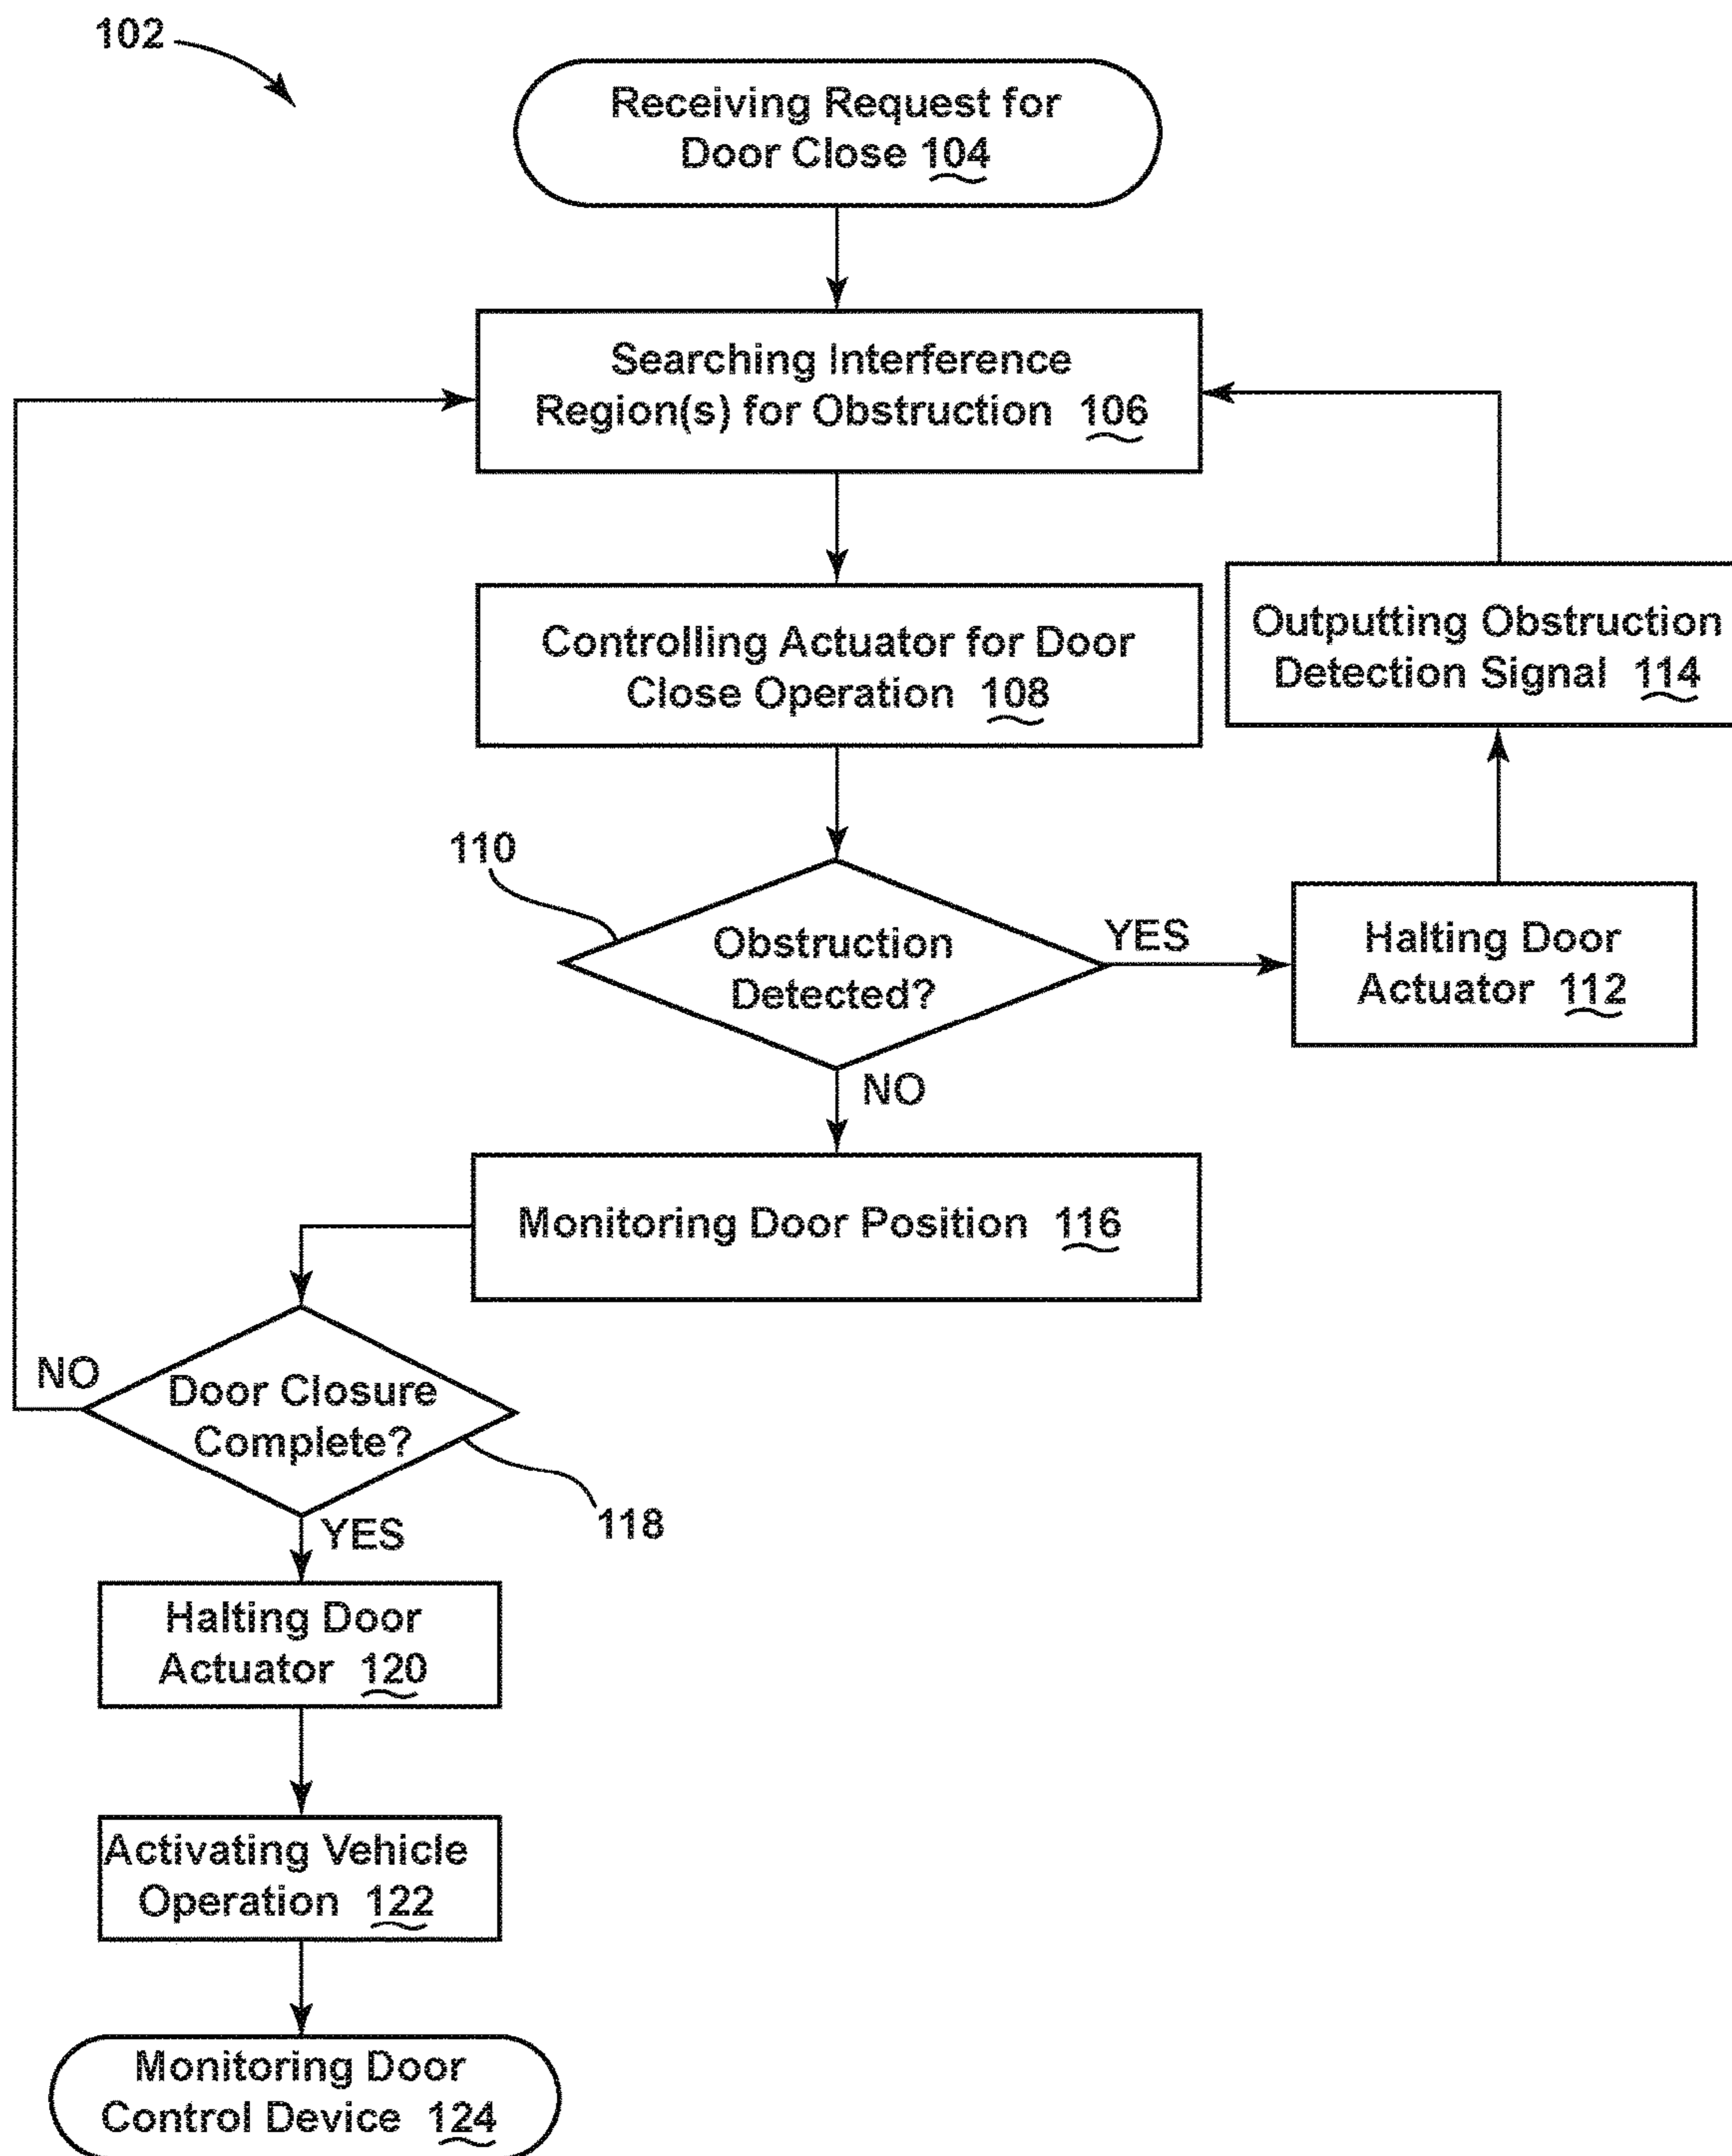 102
Receiving Request for
Door Close 104
Searching Interference
Region(s) for Obstruction 106
Controlling Actuator for Door
Close Operation 108
Outputting Obstruction
Detection Signal 114
110
Obstruction
Detected?
YES
Halting Door
Actuator 112
NO
Monitoring Door Position 116
NO
Door Closure
Complete?
118
YES
Halting Door
Actuator 120
Activating Vehicle
Operation 122
Monitoring Door
Control Device 124